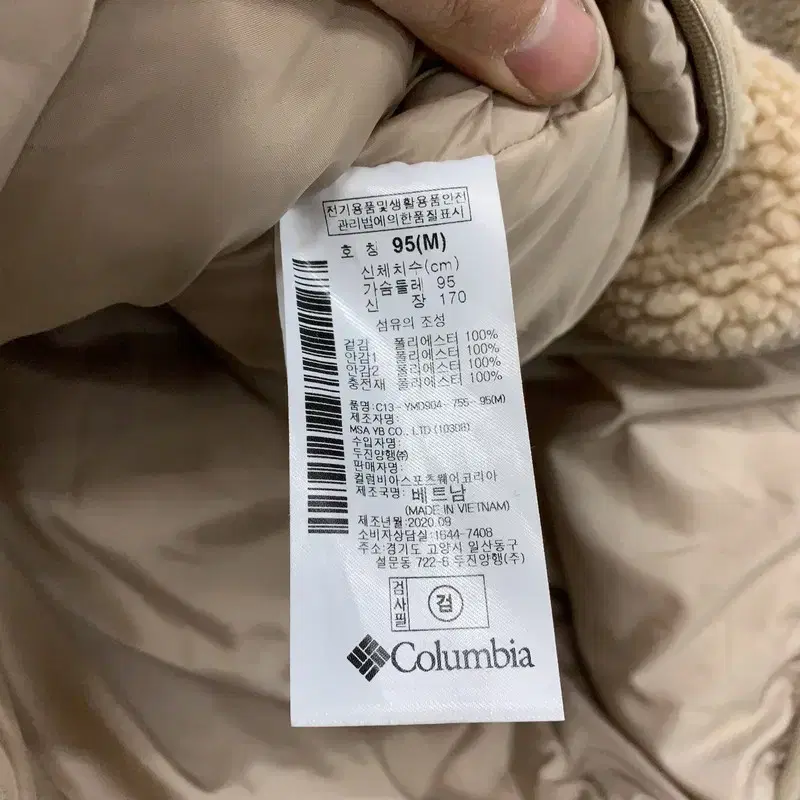 전기용품및생활용품안전
관리법에의한품질표시
호 칭 95(M)
신체치수(cm)
가슴둘레 95
신 장 170
섬유의 조성
겉감 폴리에스터 100%
안감1 폴리에스터 100%
안감2 폴리에스터 100%
충전재 폴리에스터 100%
품명:C13-YMD904-755-95(M)
제조자명:
MSA YB CO., LTD (10308)
수입자명:
두진양행㈜
판매자명:
컬럼비아스포츠웨어코리아
제조국명: 베트남
(MADE IN VIETNAM)
제조년월:2020.09
소비자상담실:1644-7408
주소:경기도 고양시 일산동구
설문동 722-6 두진양행(주)
검사필 검
Columbia